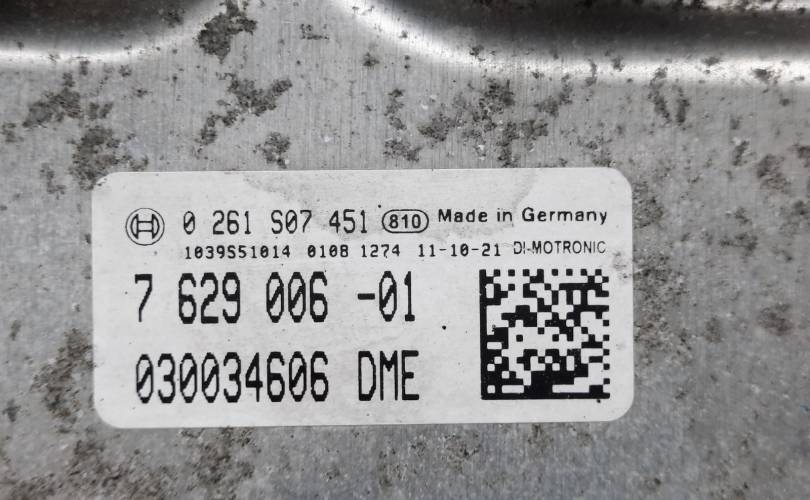 0 261 S07 451 810 Made in Germany
1039S51014 0108 1274 11-10-21 DI-MOTRONIC
7 629 006 -01
030034606 DME